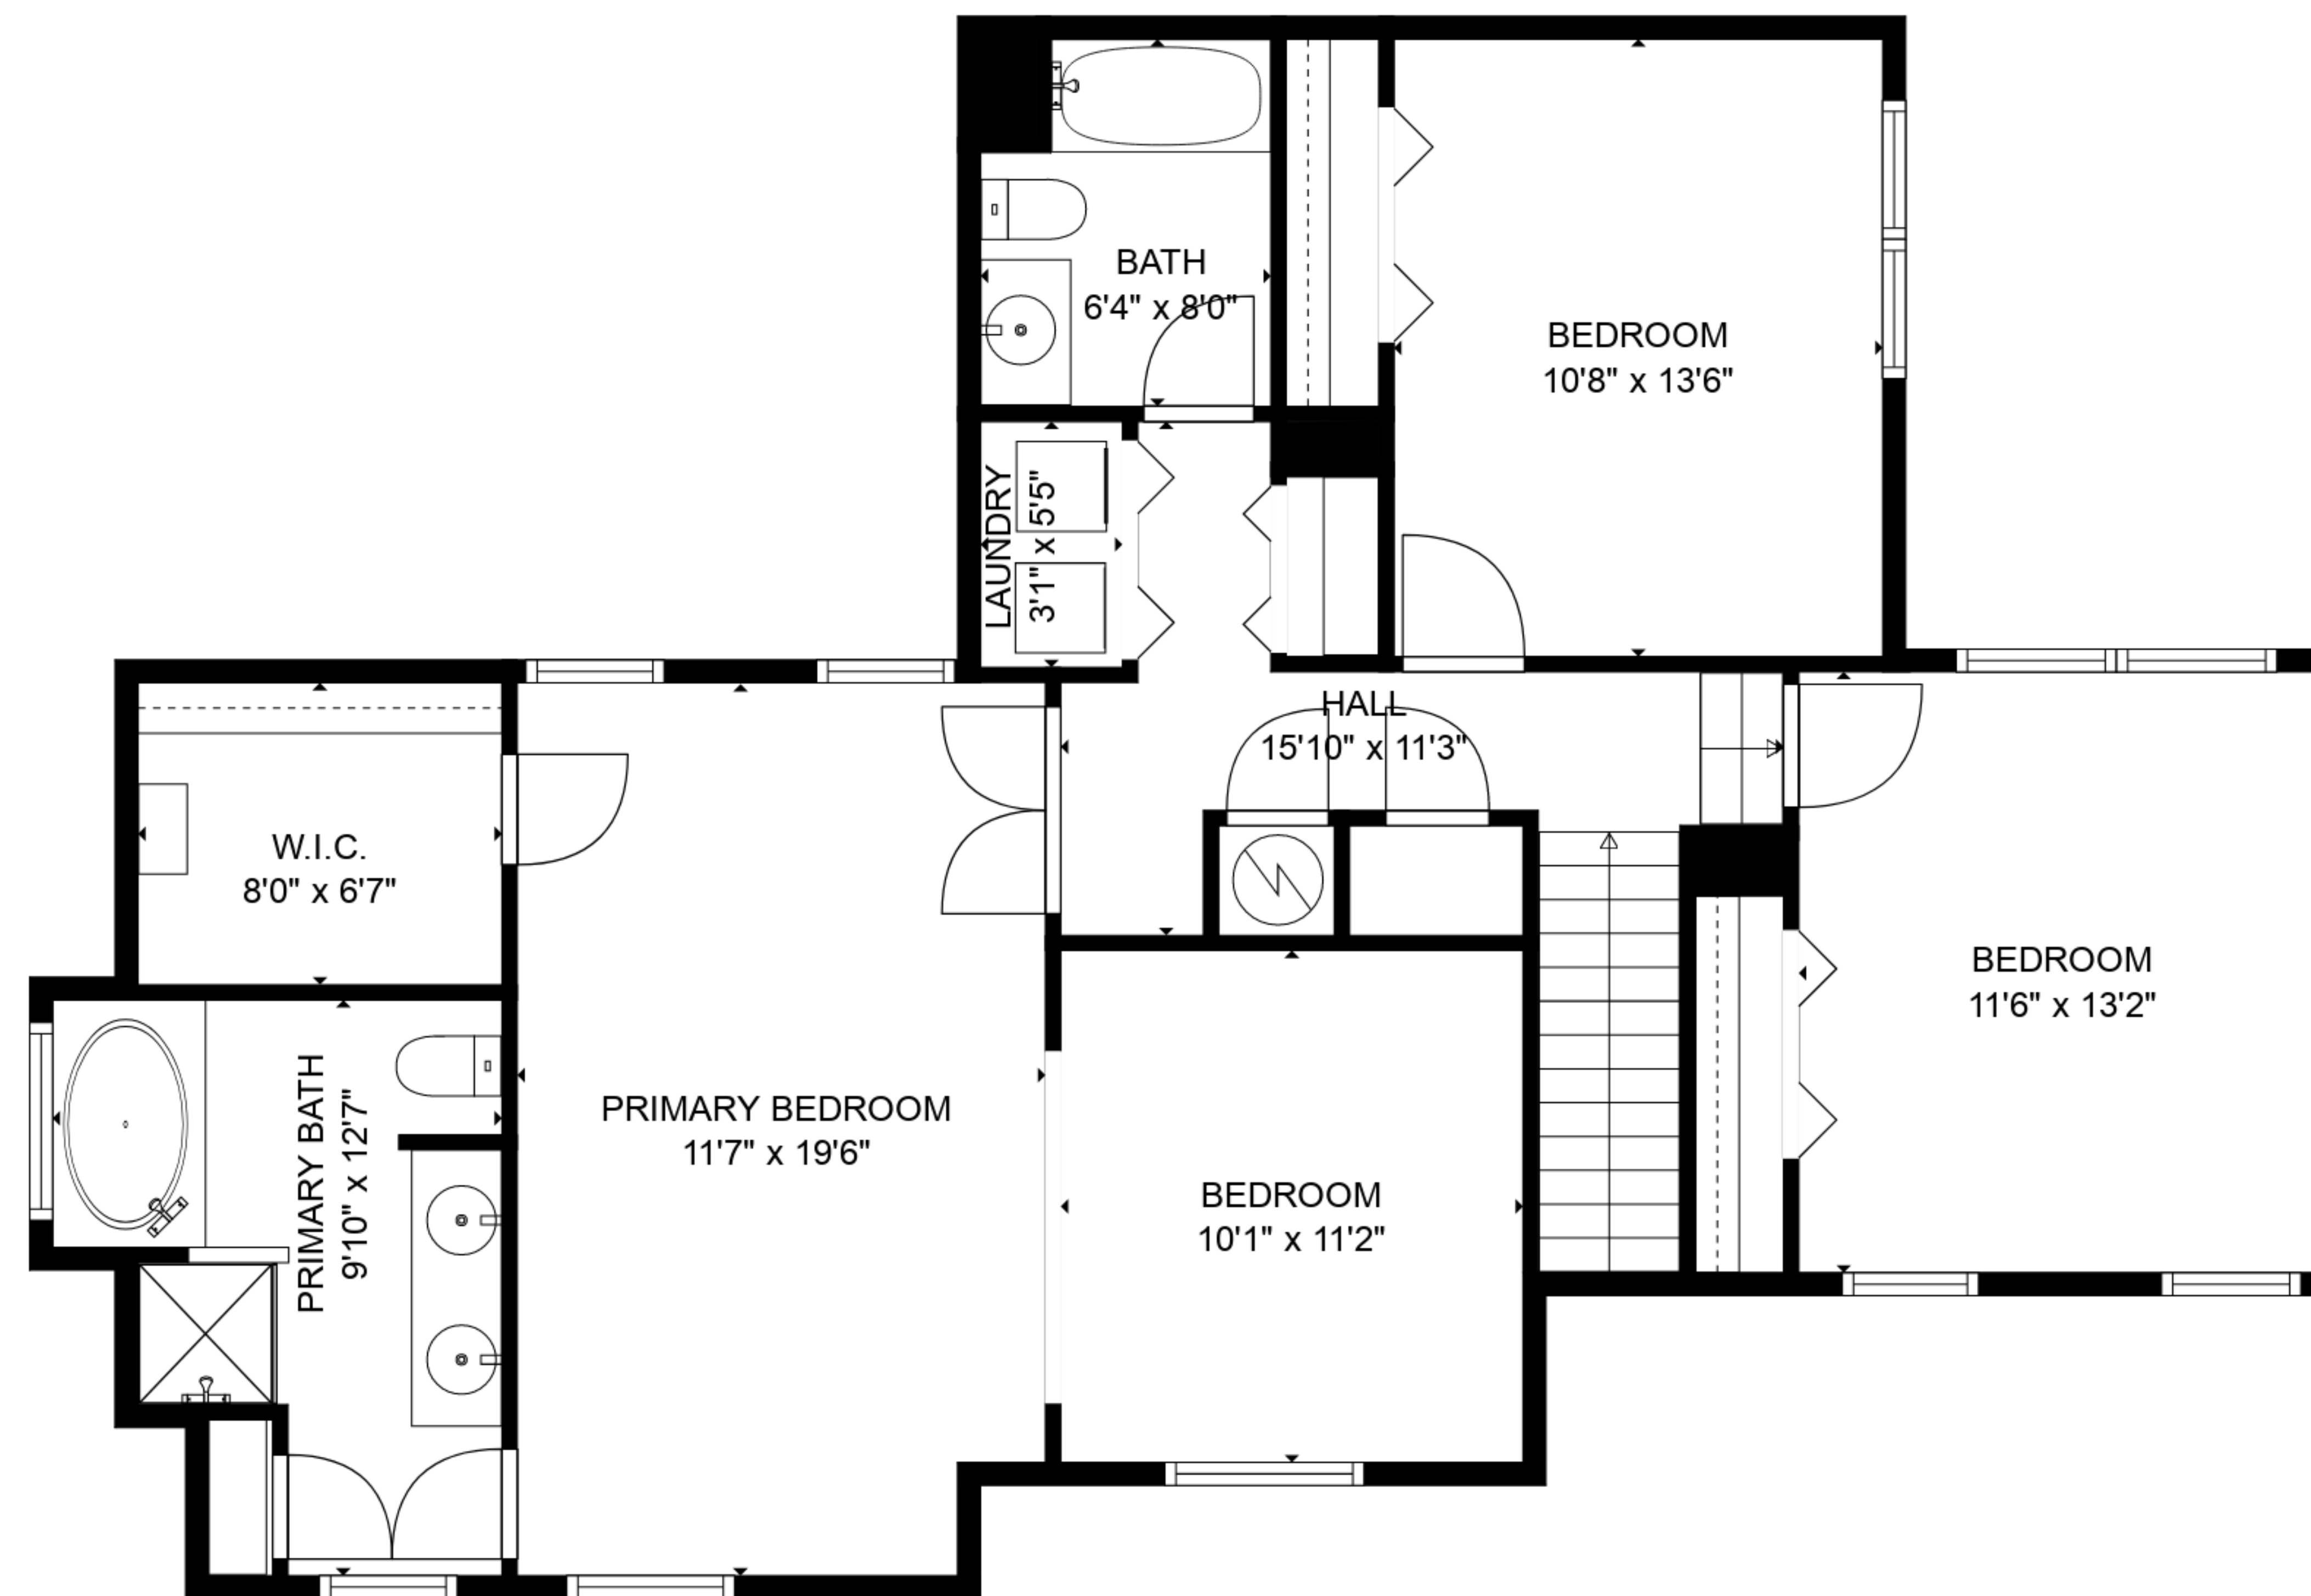 BATH
6'4" x 8'0"
BEDROOM
10'8" x 13'6"
LAUNDRY
3'1" x 5'5"
HALL
15'10" x 11'3"
W.I.C.
8'0" x 6'7"
BEDROOM
11'6" x 13'2"
PRIMARY BATH
9'10" x 12'7"
PRIMARY BEDROOM
11'7" x 19'6"
BEDROOM
10'1" x 11'2"